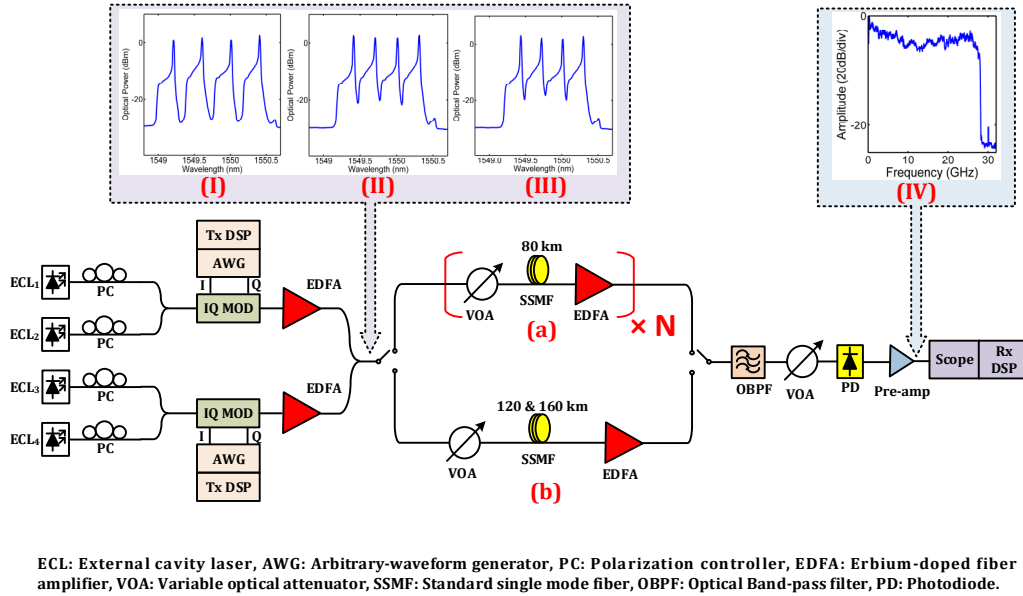 Optical Power (dBm)
0
-20
1549
1549.5
1550
1550.5
Wavelength (nm)
(I)
Optical Power (dBm)
0
-20
1549
1549.5
1550
1550.5
Wavelength (nm)
(II)
Optical Power (dBm)
0
-20
1549.0
1549.5
1550
1550.5
Wavelength (nm)
(III)
Amplitude (20dB/div)
0
-20
0
10
20
30
Frequency (GHz)
(IV)
Tx DSP
AWG
I
Q
IQ MOD
EDFA
ECL1
PC
ECL2
PC
ECL3
PC
ECL4
PC
EDFA
IQ MOD
I
Q
AWG
Tx DSP
80 km
VOA
SSMF
EDFA
× N
(a)
120 & 160 km
VOA
SSMF
EDFA
(b)
OBPF
VOA
PD
Pre-amp
Scope
Rx
DSP
ECL: External cavity laser, AWG: Arbitrary-waveform generator, PC: Polarization controller, EDFA: Erbium-doped fiber
amplifier, VOA: Variable optical attenuator, SSMF: Standard single mode fiber, OBPF: Optical Band-pass filter, PD: Photodiode.